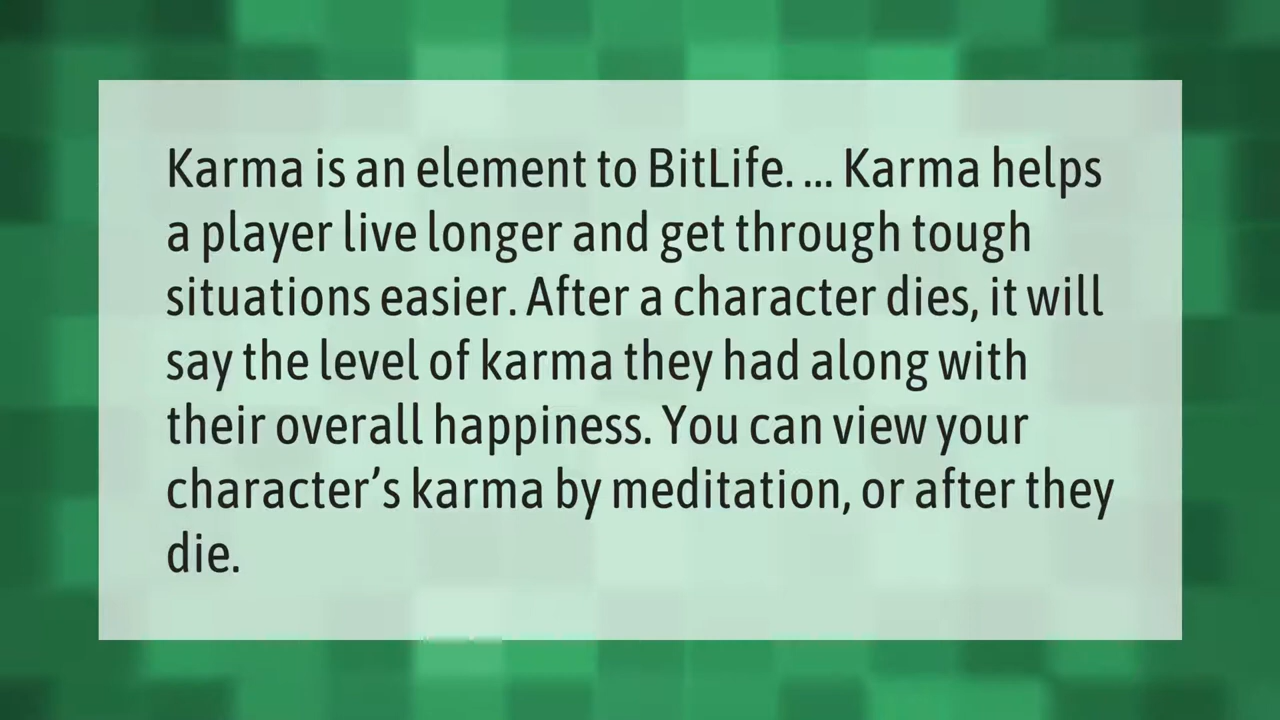 Karma is an element to BitLife. ... Karma helps
a player live longer and get through tough
situations easier. After a character dies, it will
say the level of karma they had along with
their overall happiness. You can view your
character’s karma by meditation, or after they
die.